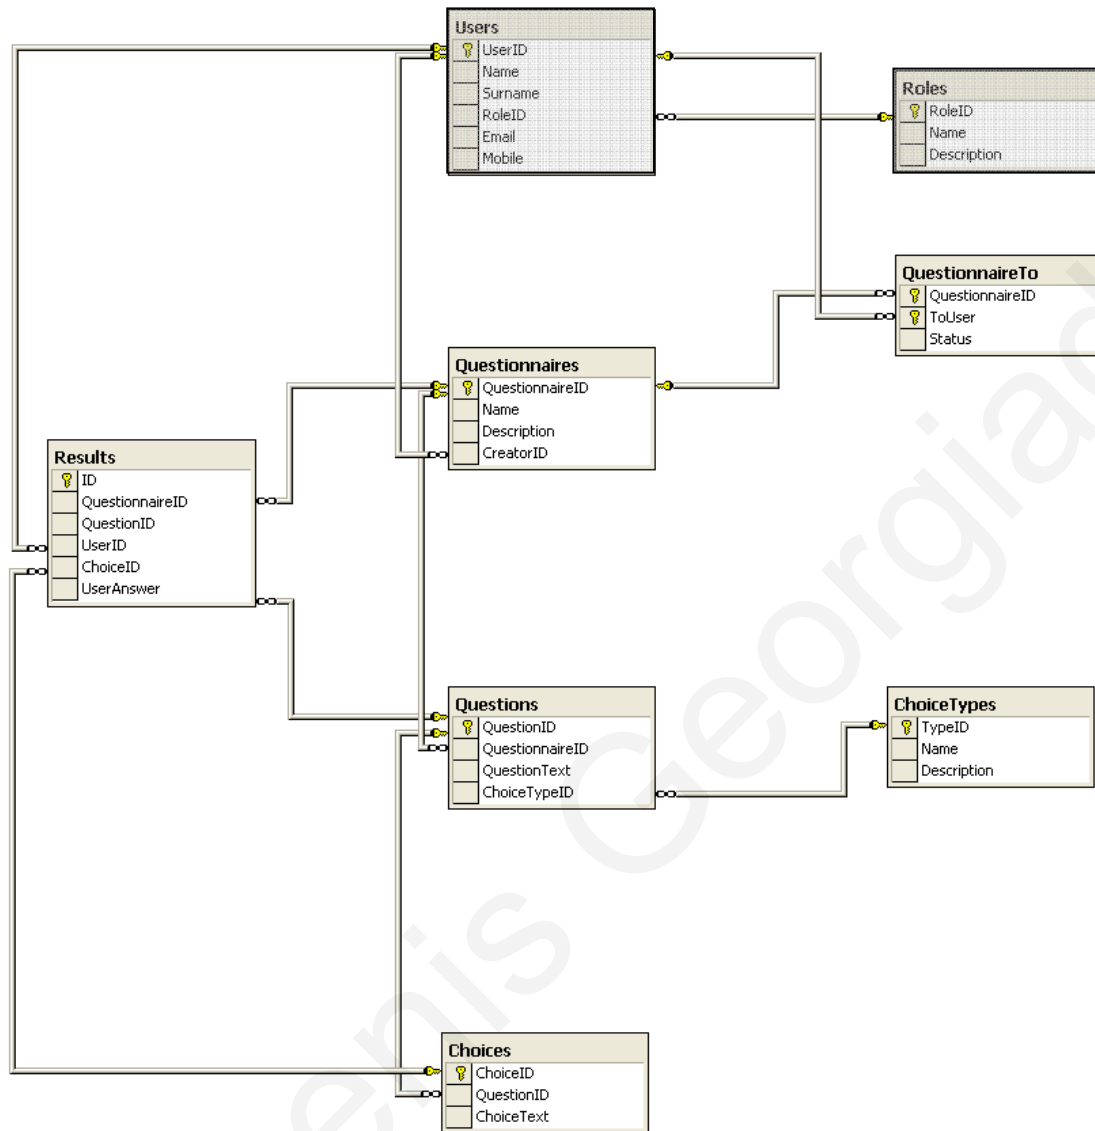 Users
UserID
Name
Surname
RoleID
Email
Mobile
Roles
RoleID
Name
Description
QuestionnaireTo
QuestionnaireID
ToUser
Status
Questionnaires
QuestionnaireID
Name
Description
CreatorID
Results
ID
QuestionnaireID
QuestionID
UserID
ChoiceID
UserAnswer
Questions
QuestionID
QuestionnaireID
QuestionText
ChoiceTypeID
ChoiceTypes
TypeID
Name
Description
Choices
ChoiceID
QuestionID
ChoiceText